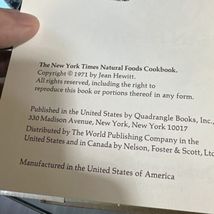 The New York Times Natural Foods Cookbook.
Copyright © 1971 by Jean Hewitt.
All rights reserved, including the right to
reproduce this book or portions thereof in any form.
Published in the United States by Quadrangle Books, Inc.,
330 Madison Avenue, New York, New York 10017
Distributed by The World Publishing Company in the
United States and in Canada by Nelson, Foster & Scott, Ltd
Manufactured in the United States of America